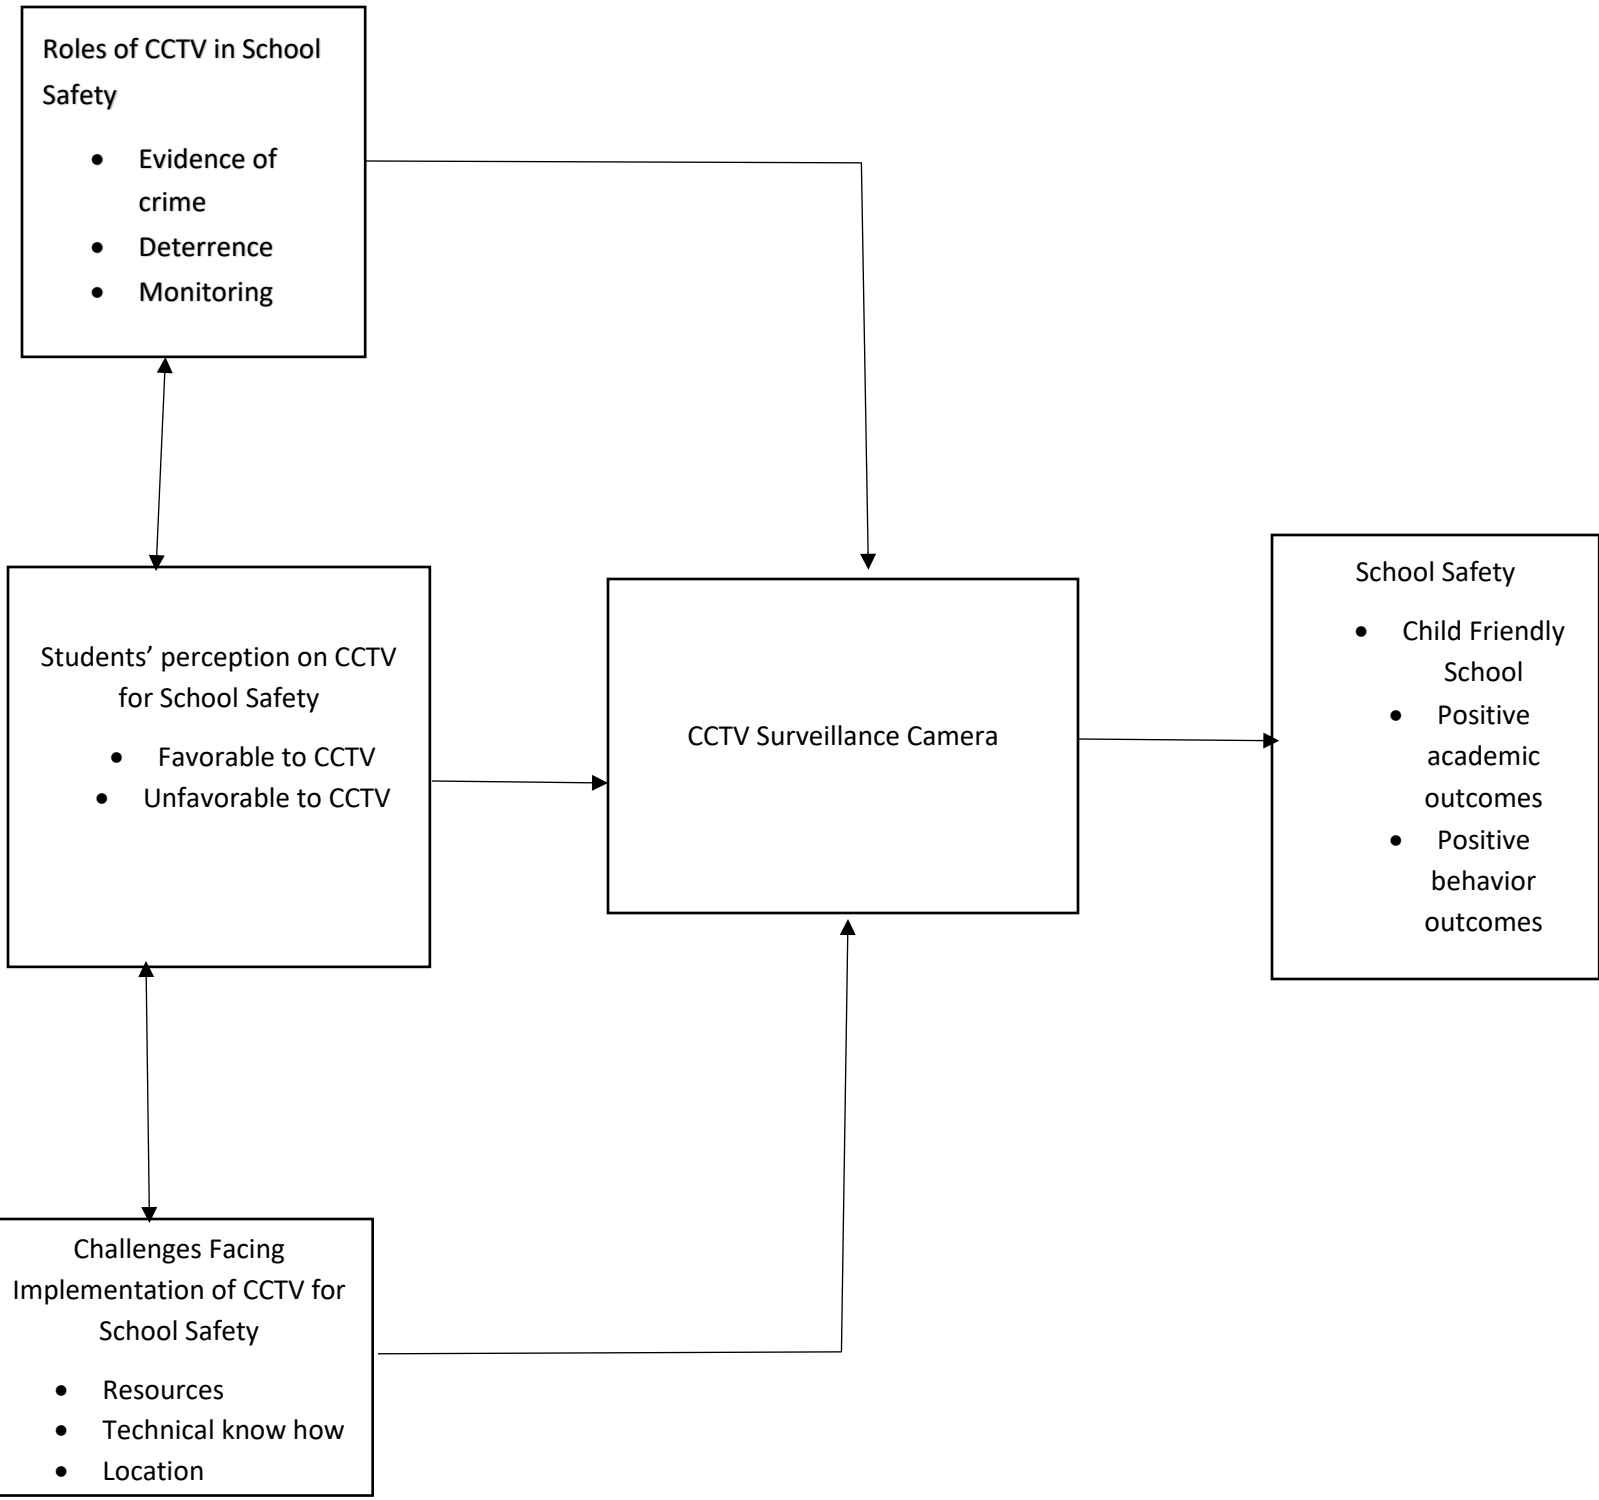 Roles of CCTV in School
Safety
• Evidence of
crime
• Deterrence
• Monitoring
Students’ perception on CCTV
for School Safety
• Favorable to CCTV
• Unfavorable to CCTV
CCTV Surveillance Camera
School Safety
• Child Friendly
School
• Positive
academic
outcomes
• Positive
behavior
outcomes
Challenges Facing
Implementation of CCTV for
School Safety
• Resources
• Technical know how
• Location